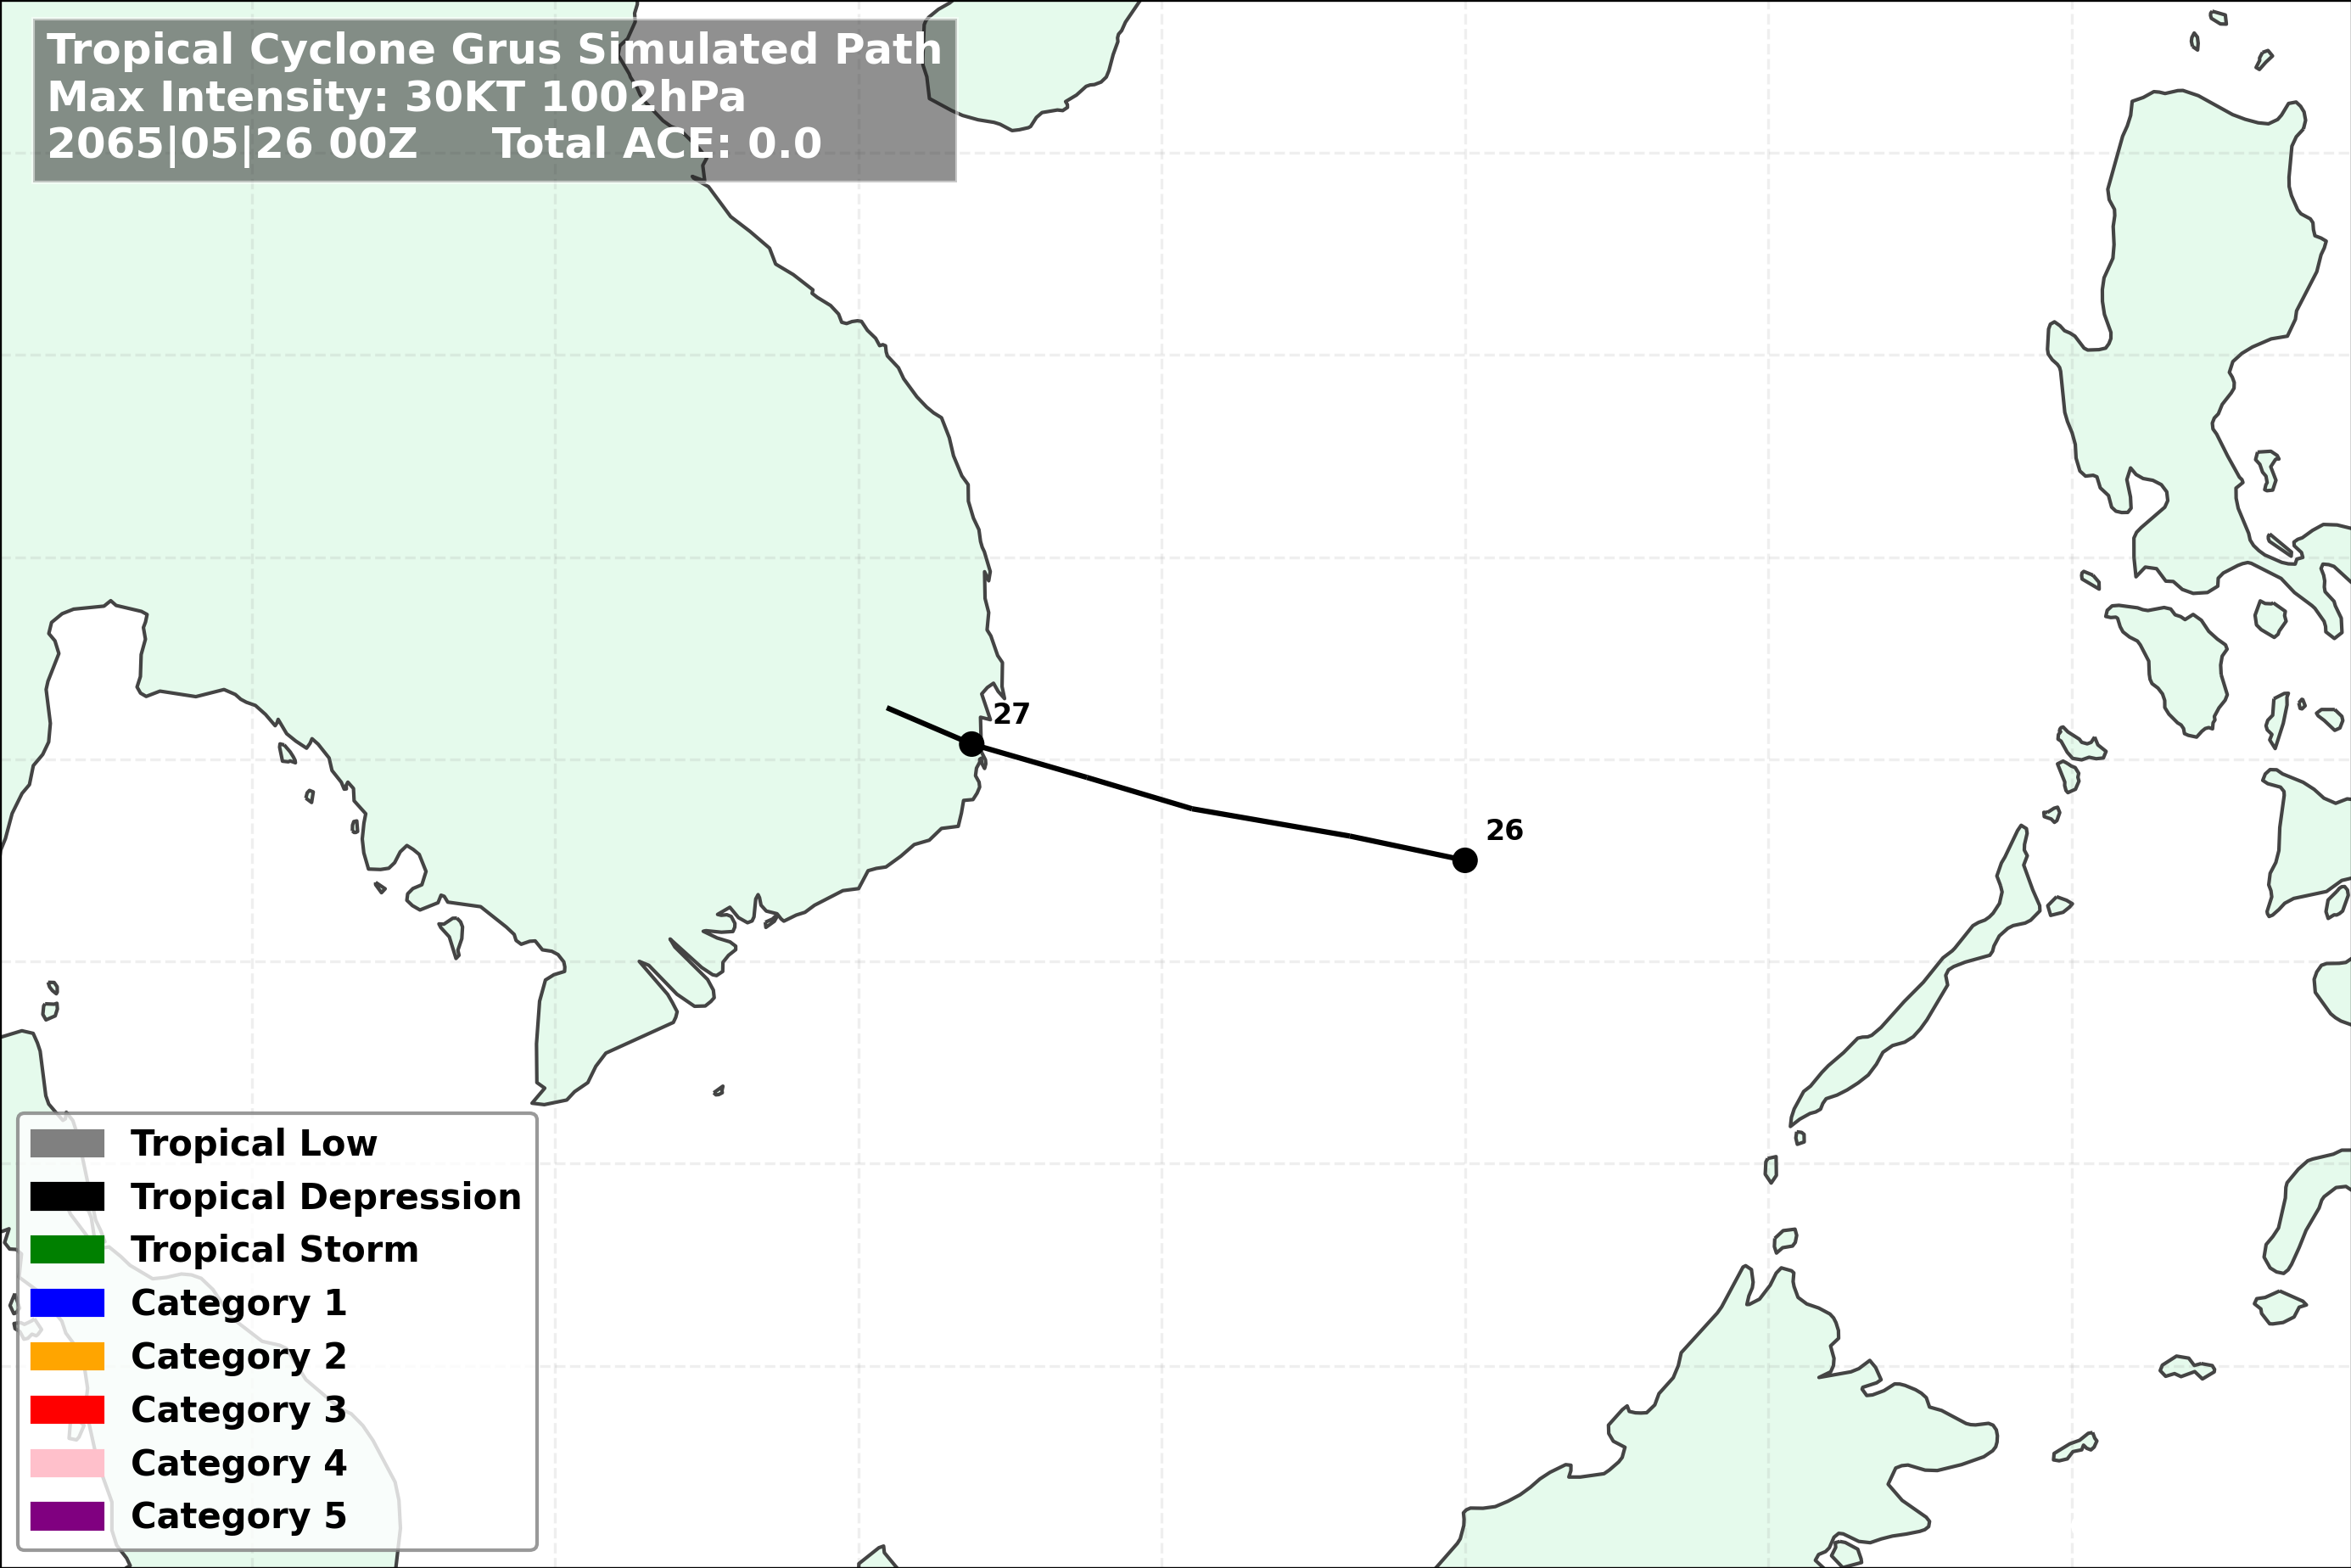 Tropical Cyclone Grus Simulated Path
Max Intensity: 30KT 1002hPa
2065|05|26 00Z Total ACE: 0.0
27
26
Tropical Low
Tropical Depression
Tropical Storm
Category 1
Category 2
Category 3
Category 4
Category 5